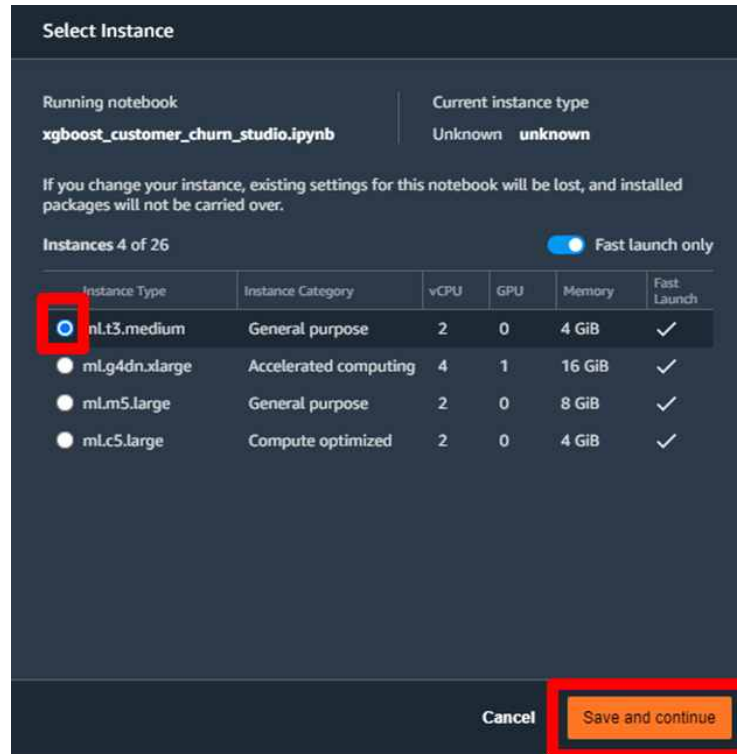 Select Instance
Running notebook
Current instance type
xgboost_customer_churn_studio.ipynb
Unknown unknown
If you change your instance, existing settings for this notebook will be lost, and installed
packages will not be carried over.
Instances 4 of 26
Fast launch only
Instance Type Instance Category vCPU GPU Memory Fast
Launch
ml.t3.medium General purpose 2 0 4 GiB
ml.g4dn.xlarge Accelerated computing 4 1 16 GiB
ml.m5.large General purpose 2 0 8 GiB
ml.c5.large Compute optimized 2 0 4 GiB
Cancel Save and continue